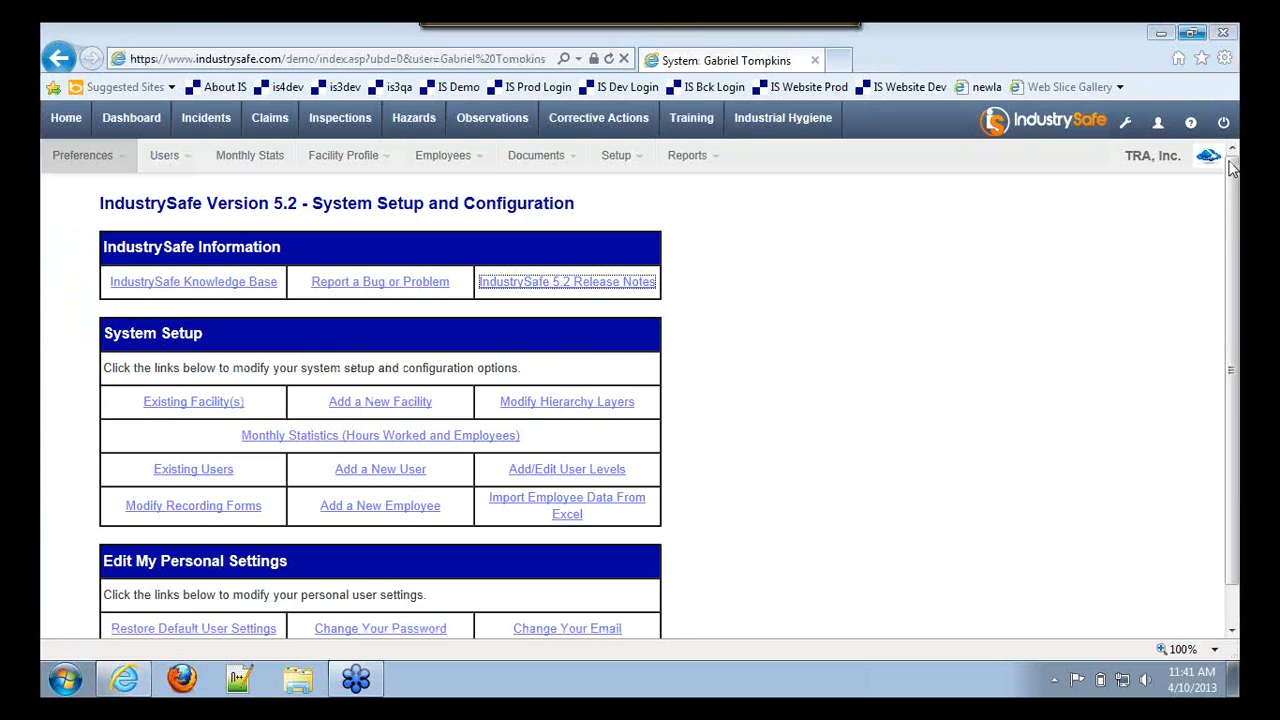 https://www.industrysafe.com/demo/index.asp?ubd=0&user=Gabriel%20Tompkins
System: Gabriel Tompkins
Suggested Sites
About IS
is4dev
is3dev
is3qa
IS Demo
IS Prod Login
IS Dev Login
IS Bck Login
IS Website Prod
IS Website Dev
newla
Web Slice Gallery
Home
Dashboard
Incidents
Claims
Inspections
Hazards
Observations
Corrective Actions
Training
Industrial Hygiene
IndustrySafe
Preferences
Users
Monthly Stats
Facility Profile
Employees
Documents
Setup
Reports
TRA, Inc.
IndustrySafe Version 5.2 - System Setup and Configuration
IndustrySafe Information
IndustrySafe Knowledge Base
Report a Bug or Problem
IndustrySafe 5.2 Release Notes
System Setup
Click the links below to modify your system setup and configuration options.
Existing Facility(s)
Add a New Facility
Modify Hierarchy Layers
Monthly Statistics (Hours Worked and Employees)
Existing Users
Add a New User
Add/Edit User Levels
Modify Recording Forms
Add a New Employee
Import Employee Data From
Excel
Edit My Personal Settings
Click the links below to modify your personal user settings.
Restore Default User Settings
Change Your Password
Change Your Email
100%
11:41 AM
4/10/2013